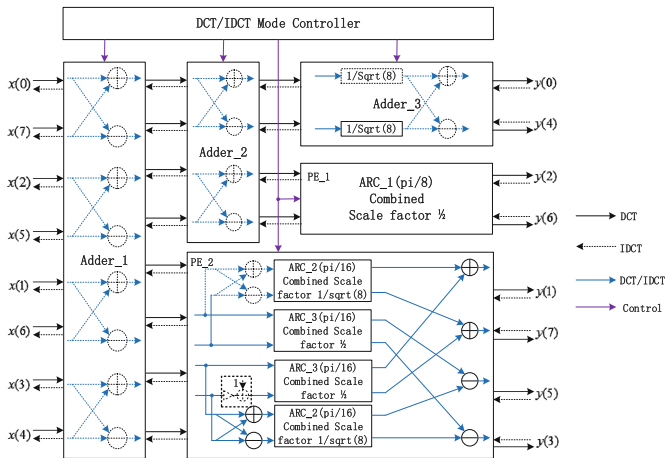 DCT/IDCT Mode Controller
x(0)
x(7)
x(2)
x(5)
x(1)
x(6)
x(3)
x(4)
Adder_1
Adder_2
1/Sqrt(8)
Adder_3
1/Sqrt(8)
PE_1
ARC_1(pi/8)
Combined
Scale factor ½
PE_2
ARC_2(pi/16)
Combined Scale
factor 1/sqrt(8)
ARC_3(pi/16)
Combined Scale
factor ½
1
ARC_3(pi/16)
Combined Scale
factor ½
ARC_2(pi/16)
Combined Scale
factor 1/sqrt(8)
y(0)
y(4)
y(2)
y(6)
y(1)
y(7)
y(5)
y(3)
DCT
IDCT
DCT/IDCT
Control